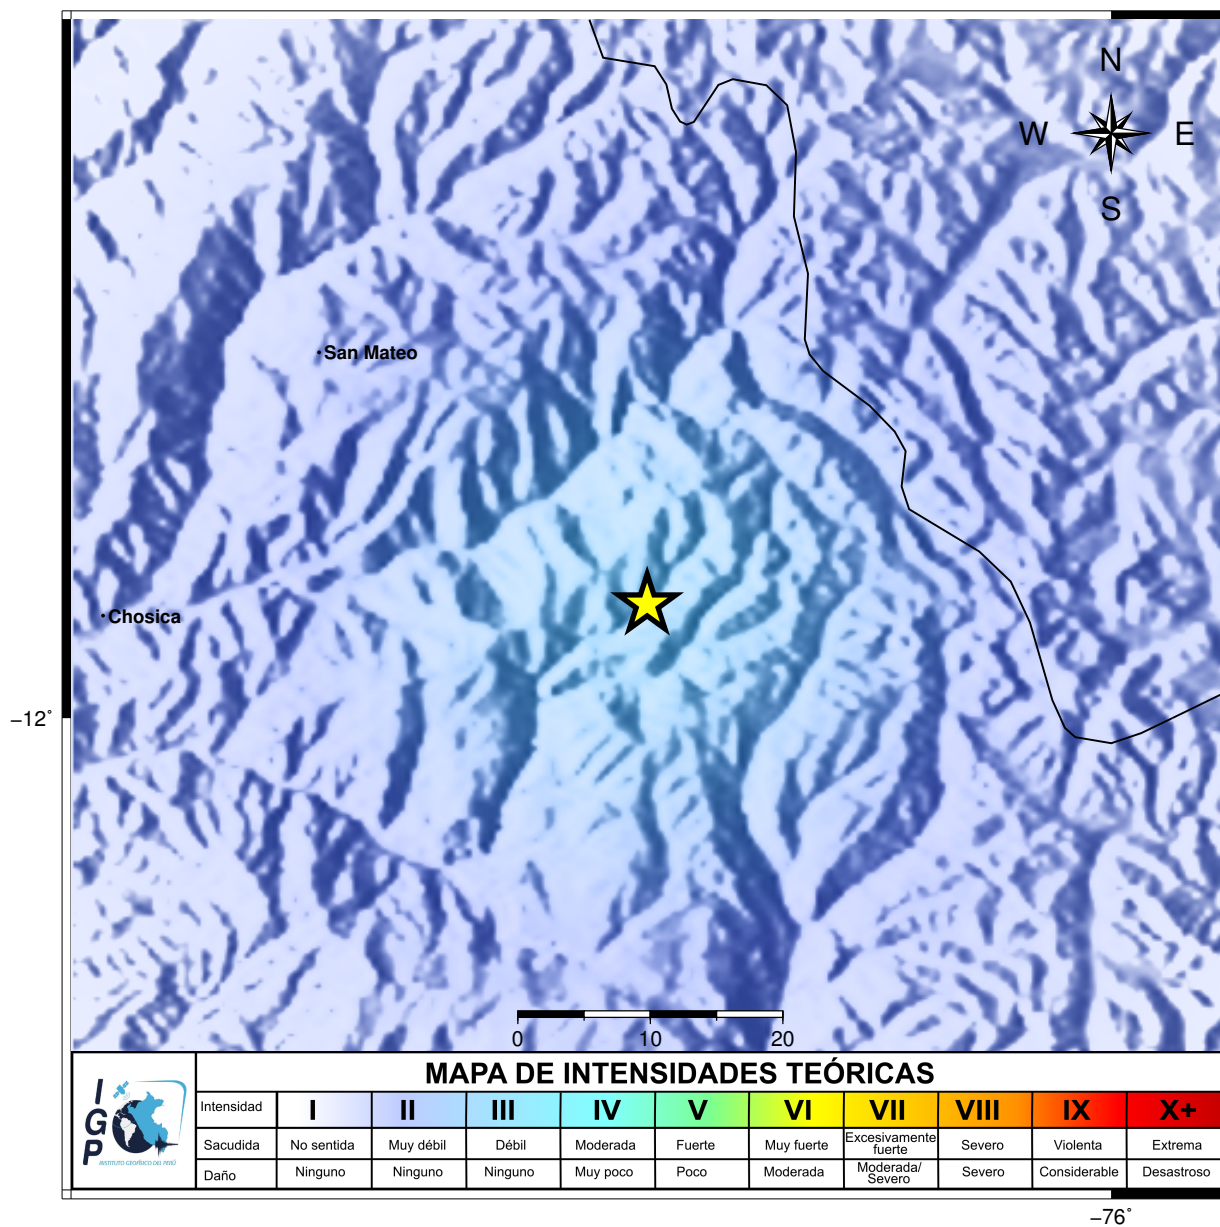 N
W E
S
San Mateo
Chosica
−12˚
0 10 20
MAPA DE INTENSIDADES TEÓRICAS
IGP
INSTITUTO GEOFÍSICO DEL PERÚ
Intensidad I II III IV V VI VII VIII IX X+
Sacudida No sentida Muy débil Débil Moderada Fuerte Muy fuerte Excesivamente fuerte Severo Violenta Extrema
Daño Ninguno Ninguno Ninguno Muy poco Poco Moderada Moderada/ Severo Severo Considerable Desastroso
−76˚